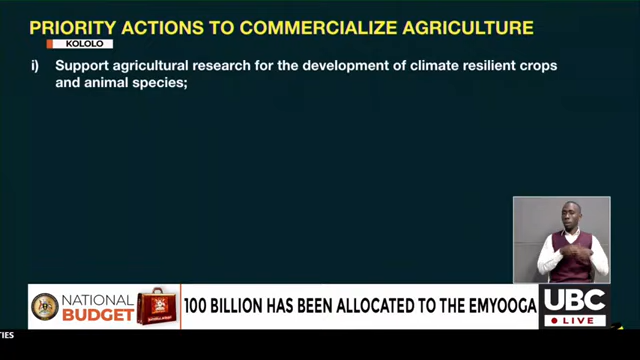 PRIORITY ACTIONS TO COMMERCIALIZE AGRICULTURE
KOLOLO
i) Support agricultural research for the development of climate resilient crops
and animal species;
NATIONAL
BUDGET
100 BILLION HAS BEEN ALLOCATED TO THE EMYOOGA
UBC
LIVE
TIES